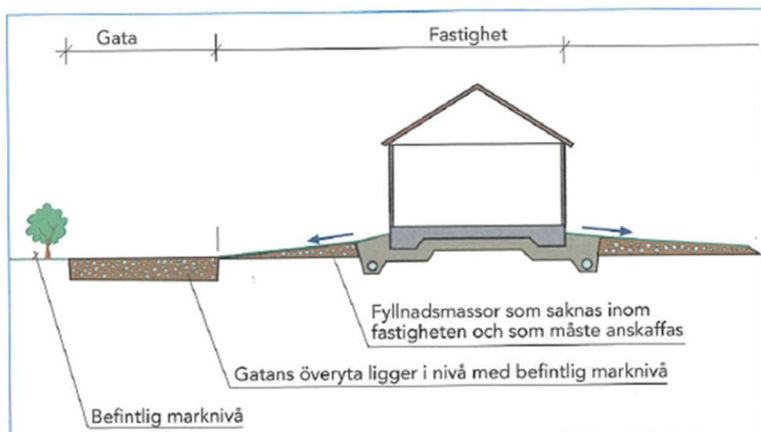 Gata
Fastighet
Fyllnadsmassor som saknas inom
fastigheten och som måste anskaffas
Gatans överyta ligger i nivå med befintlig marknivå
Befintlig marknivå